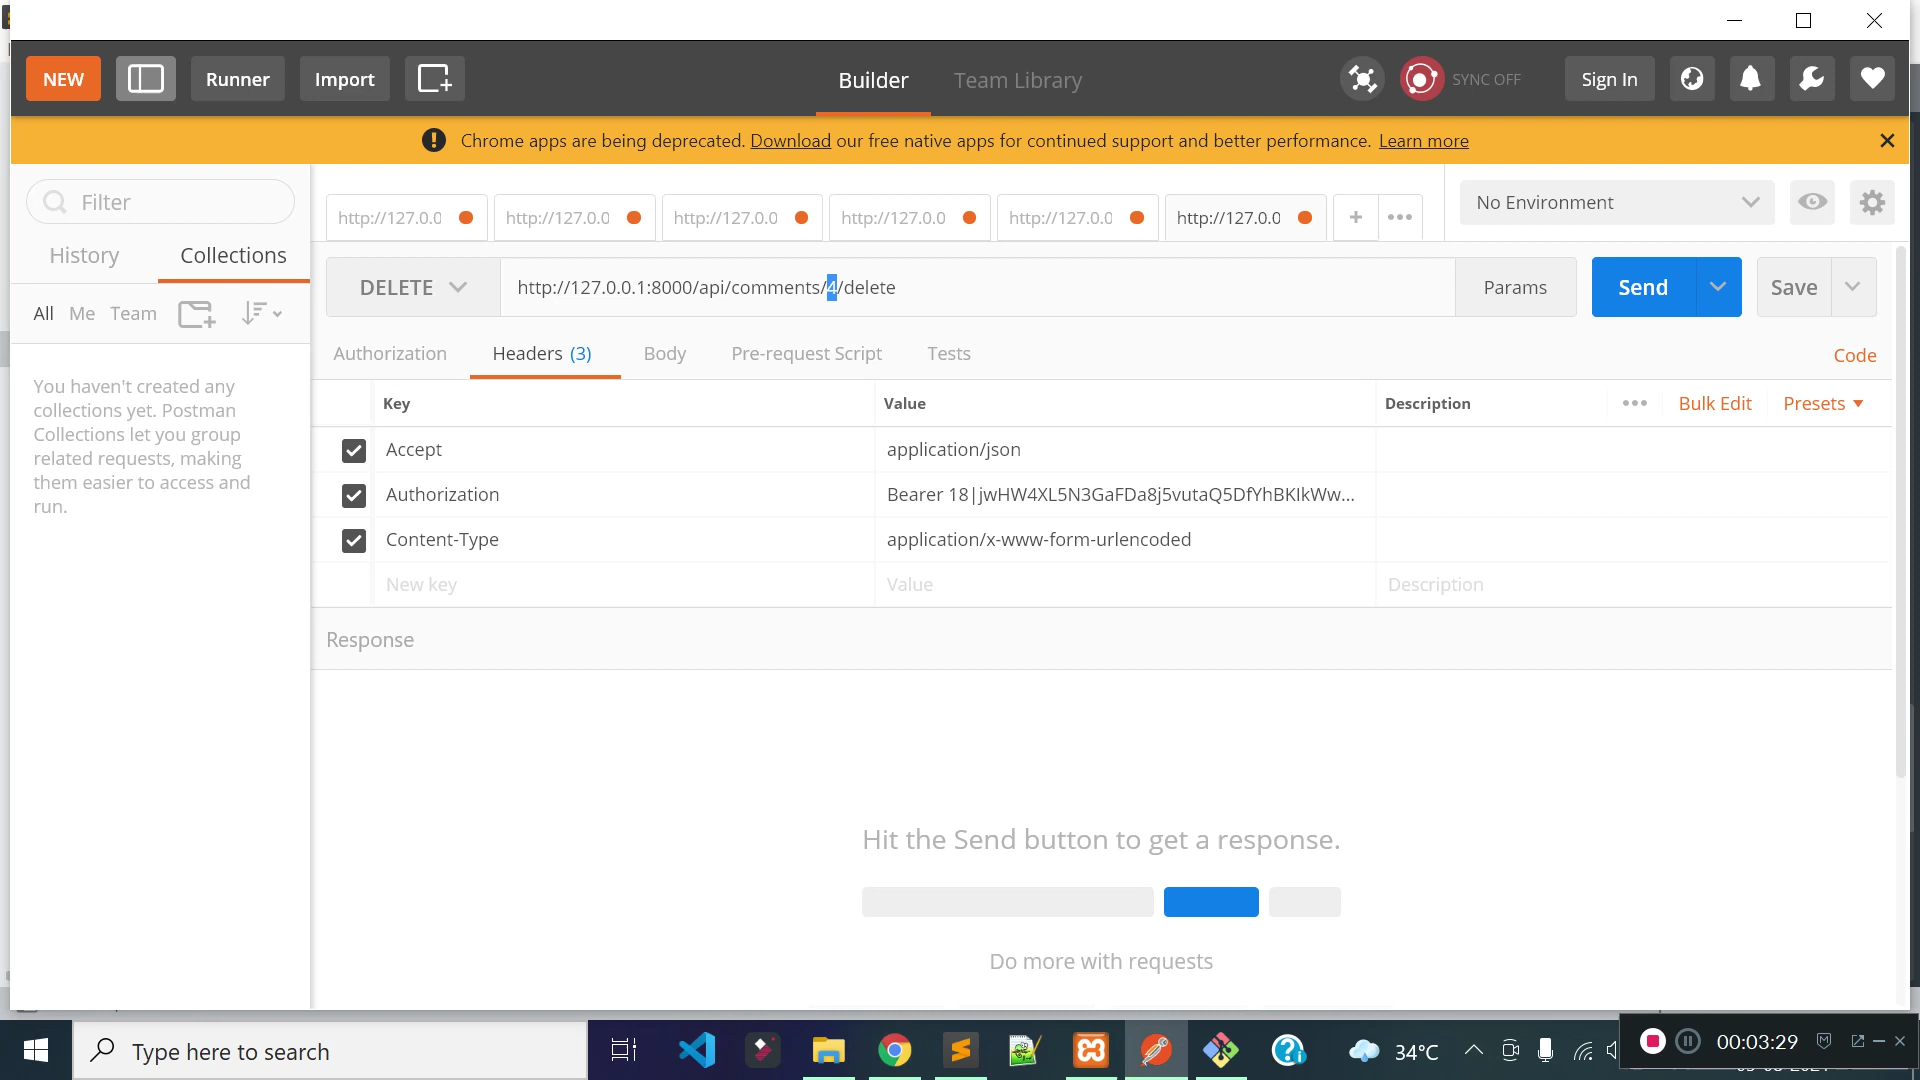 NEW
Runner
Import
Builder
Team Library
SYNC OFF
Sign In
Chrome apps are being deprecated. Download our free native apps for continued support and better performance. Learn more
Filter
History
Collections
All
Me
Team
You haven't created any
collections yet. Postman
Collections let you group
related requests, making
them easier to access and
run.
http://127.0.0
http://127.0.0
http://127.0.0
http://127.0.0
http://127.0.0
http://127.0.0
No Environment
DELETE
http://127.0.0.1:8000/api/comments/4/delete
Params
Send
Save
Authorization
Headers (3)
Body
Pre-request Script
Tests
Code
Key
Value
Description
Bulk Edit
Presets
Accept
application/json
Authorization
Bearer 18|jwHW4XL5N3GaFDa8j5vutaQ5DfYhBKIkWw...
Content-Type
application/x-www-form-urlencoded
New key
Value
Description
Response
Hit the Send button to get a response.
Do more with requests
Type here to search
34°C
00:03:29